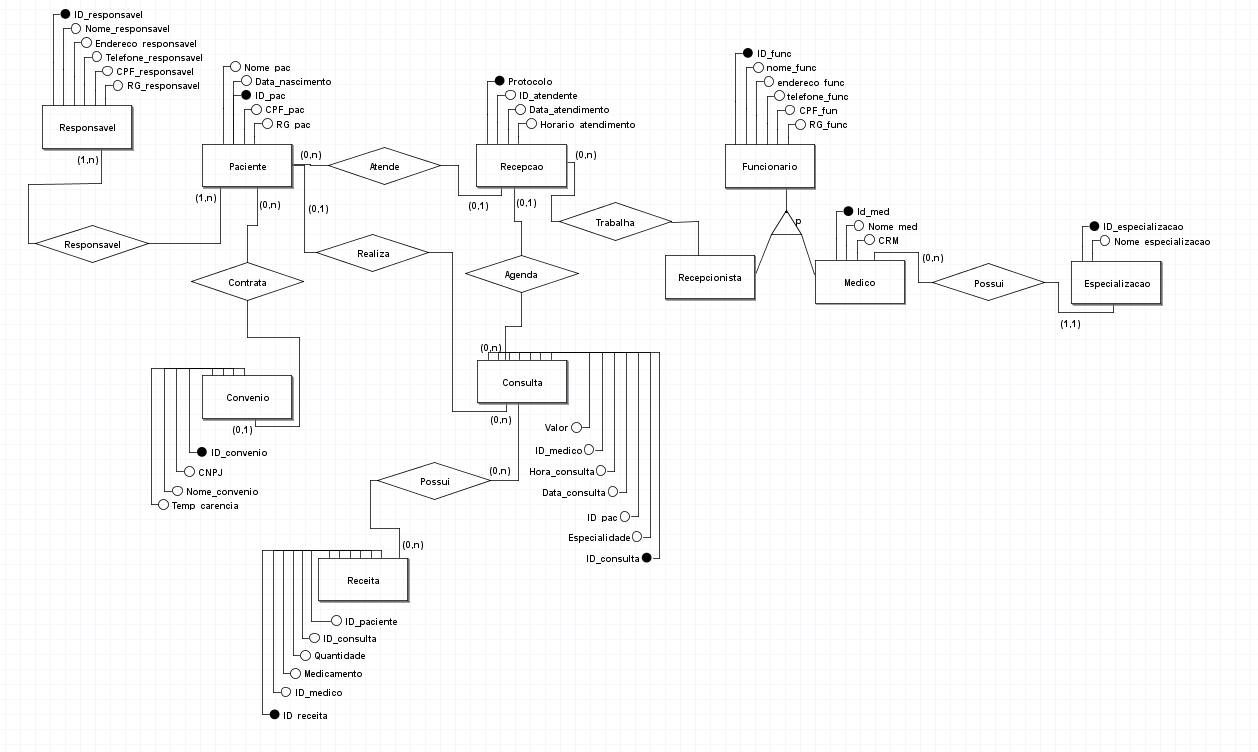 ID_responsavel
Nome_responsavel
Endereco_responsavel
Telefone_responsavel
CPF_responsavel
RG_responsavel
Responsavel
(1,n)
Responsavel
(1,n)
Nome_pac
Data_nascimento
ID_pac
CPF_pac
RG_pac
Paciente
(0,n)
(0,n)
(0,1)
Atende
(0,1)
Protocolo
ID_atendente
Data_atendimento
Horario_atendimento
Recepcao
(0,n)
(0,1)
Trabalha
Realiza
Contrata
Agenda
(0,n)
ID_func
nome_func
endereco_func
telefone_func
CPF_fun
RG_func
Funcionario
p
Recepcionista
Id_med
Nome_med
CRM
Medico
(0,n)
Possui
(1,1)
ID_especializacao
Nome_especializacao
Especializacao
Convenio
(0,1)
ID_convenio
CNPJ
Nome_convenio
Temp_carencia
Consulta
(0,n)
Valor
ID_medico
Hora_consulta
Data_consulta
ID_pac
Especialidade
ID_consulta
(0,n)
Possui
(0,n)
Receita
ID_paciente
ID_consulta
Quantidade
Medicamento
ID_medico
ID_receita